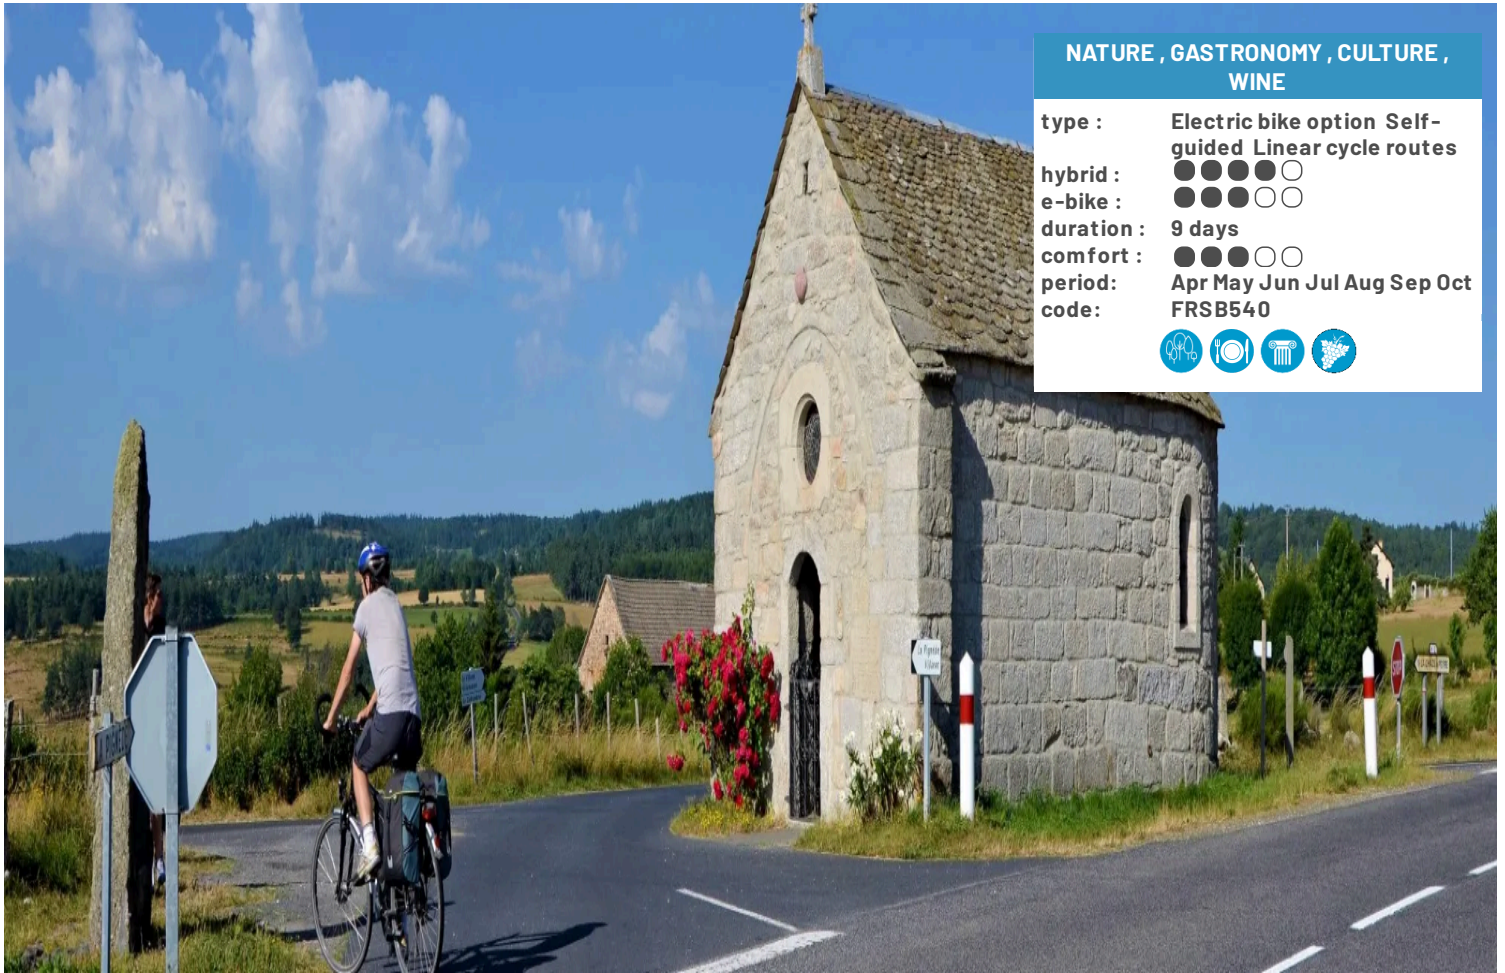 NATURE , GASTRONOMY , CULTURE ,
WINE
type : Electric bike option Self-
guided Linear cycle routes
hybrid :
e-bike :
duration : 9 days
comfort :
period: Apr May Jun Jul Aug Sep Oct
code: FRSB540
STOP